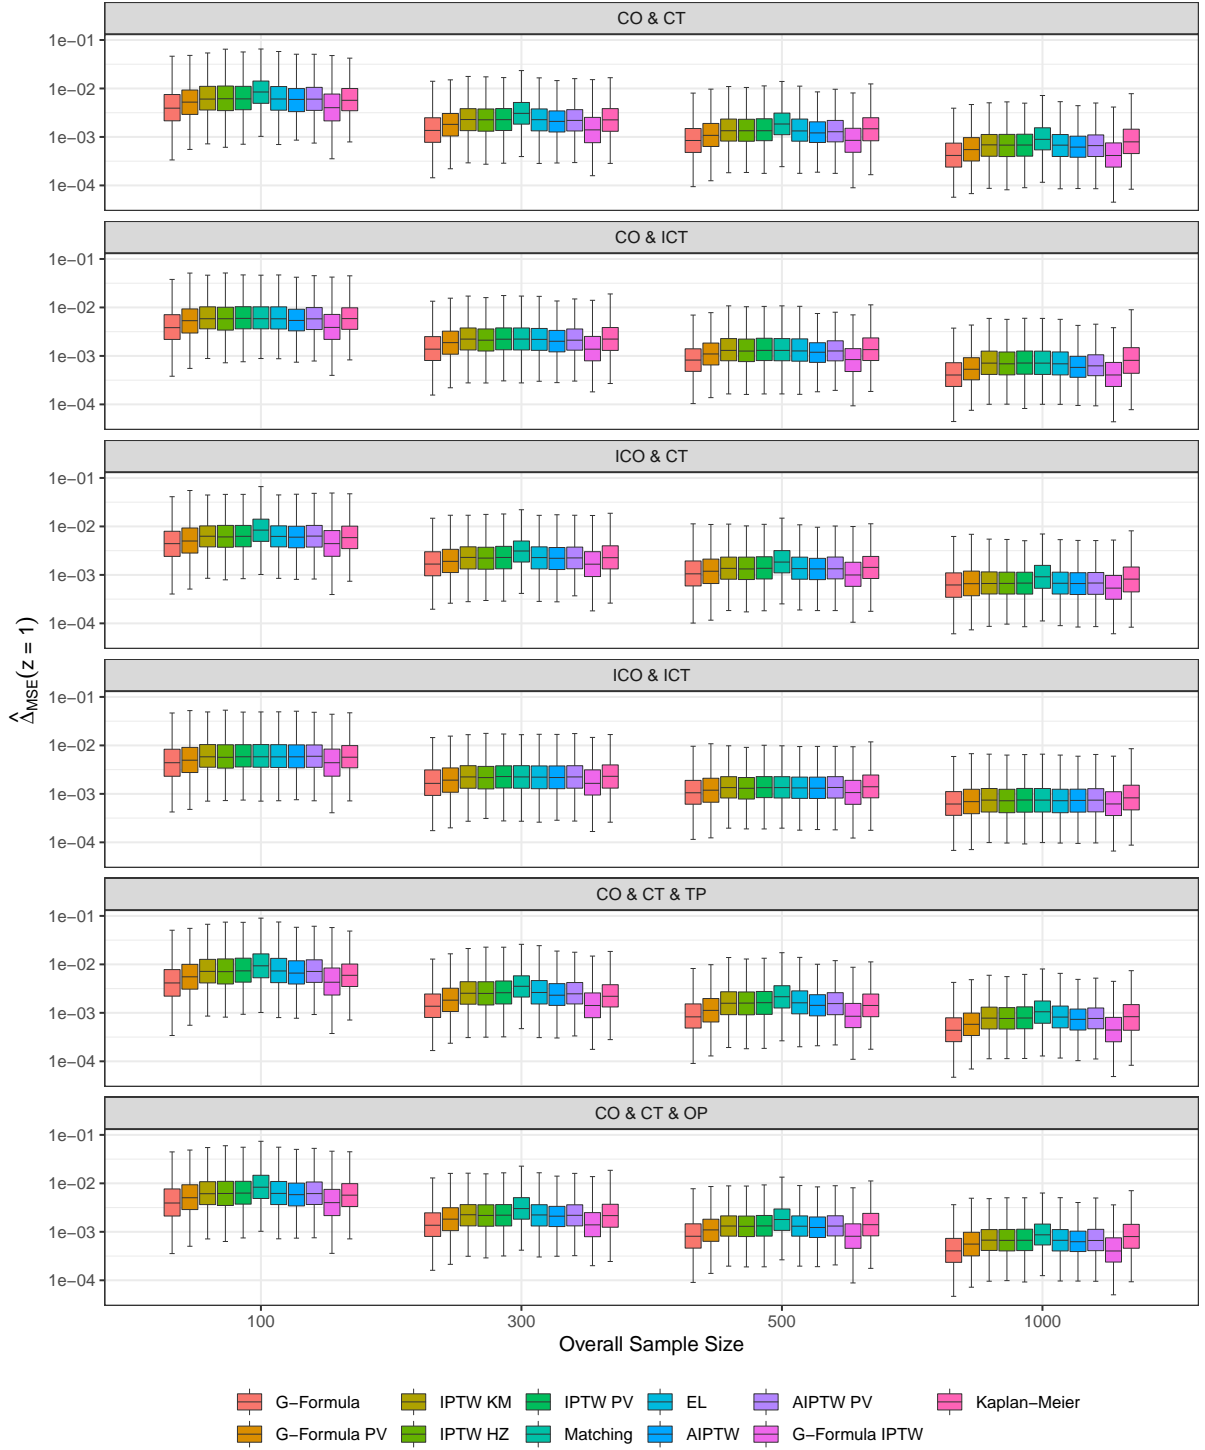 CO & CT
1e−01
1e−02
1e−03
1e−04
CO & ICT
1e−01
1e−02
1e−03
1e−04
ICO & CT
1e−01
1e−02
1e−03
1e−04
ICO & ICT
1e−01
1e−02
1e−03
1e−04
CO & CT & TP
1e−01
1e−02
1e−03
1e−04
CO & CT & OP
1e−01
1e−02
1e−03
1e−04
Δ̂MSE(z = 1)
100 300 500 1000
Overall Sample Size
G−Formula IPTW KM IPTW PV EL AIPTW PV Kaplan−Meier
G−Formula PV IPTW HZ Matching AIPTW G−Formula IPTW